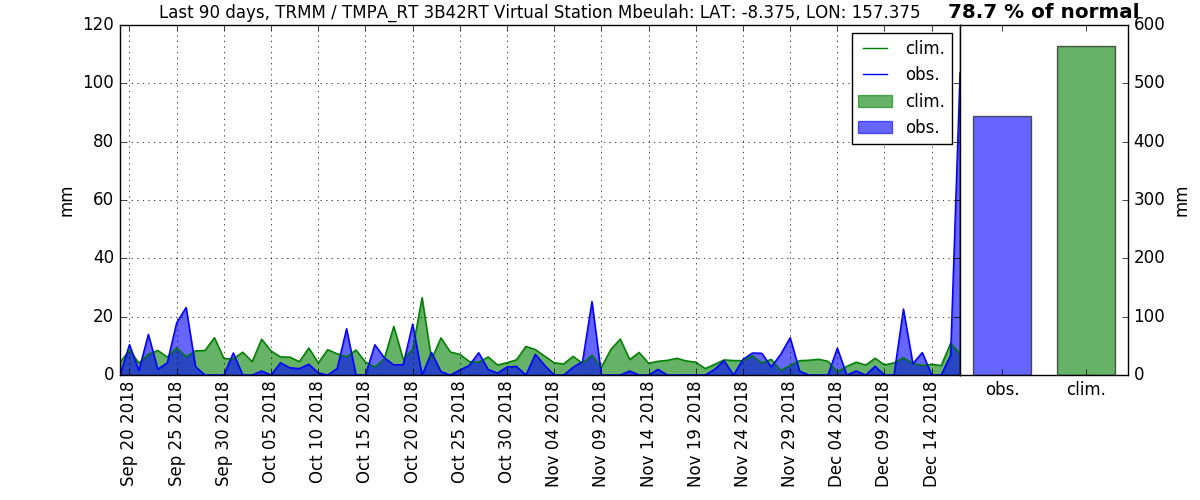 Last 90 days, TRMM / TMPA_RT 3B42RT Virtual Station Mbeulah: LAT: -8.375, LON: 157.375
78.7 % of normal
120
100
80
60
40
20
0
mm
clim.
obs.
clim.
obs.
600
500
400
300
200
100
0
mm
Sep 20 2018
Sep 25 2018
Sep 30 2018
Oct 05 2018
Oct 10 2018
Oct 15 2018
Oct 20 2018
Oct 25 2018
Oct 30 2018
Nov 04 2018
Nov 09 2018
Nov 14 2018
Nov 19 2018
Nov 24 2018
Nov 29 2018
Dec 04 2018
Dec 09 2018
Dec 14 2018
obs.
clim.